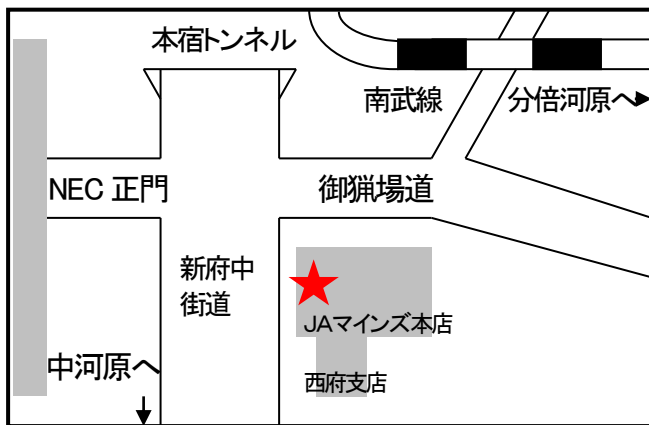 本宿トンネル
南武線
分倍河原へ
NEC 正門
御猟場道
新府中
街道
JAマインズ本店
中河原へ
西府支店